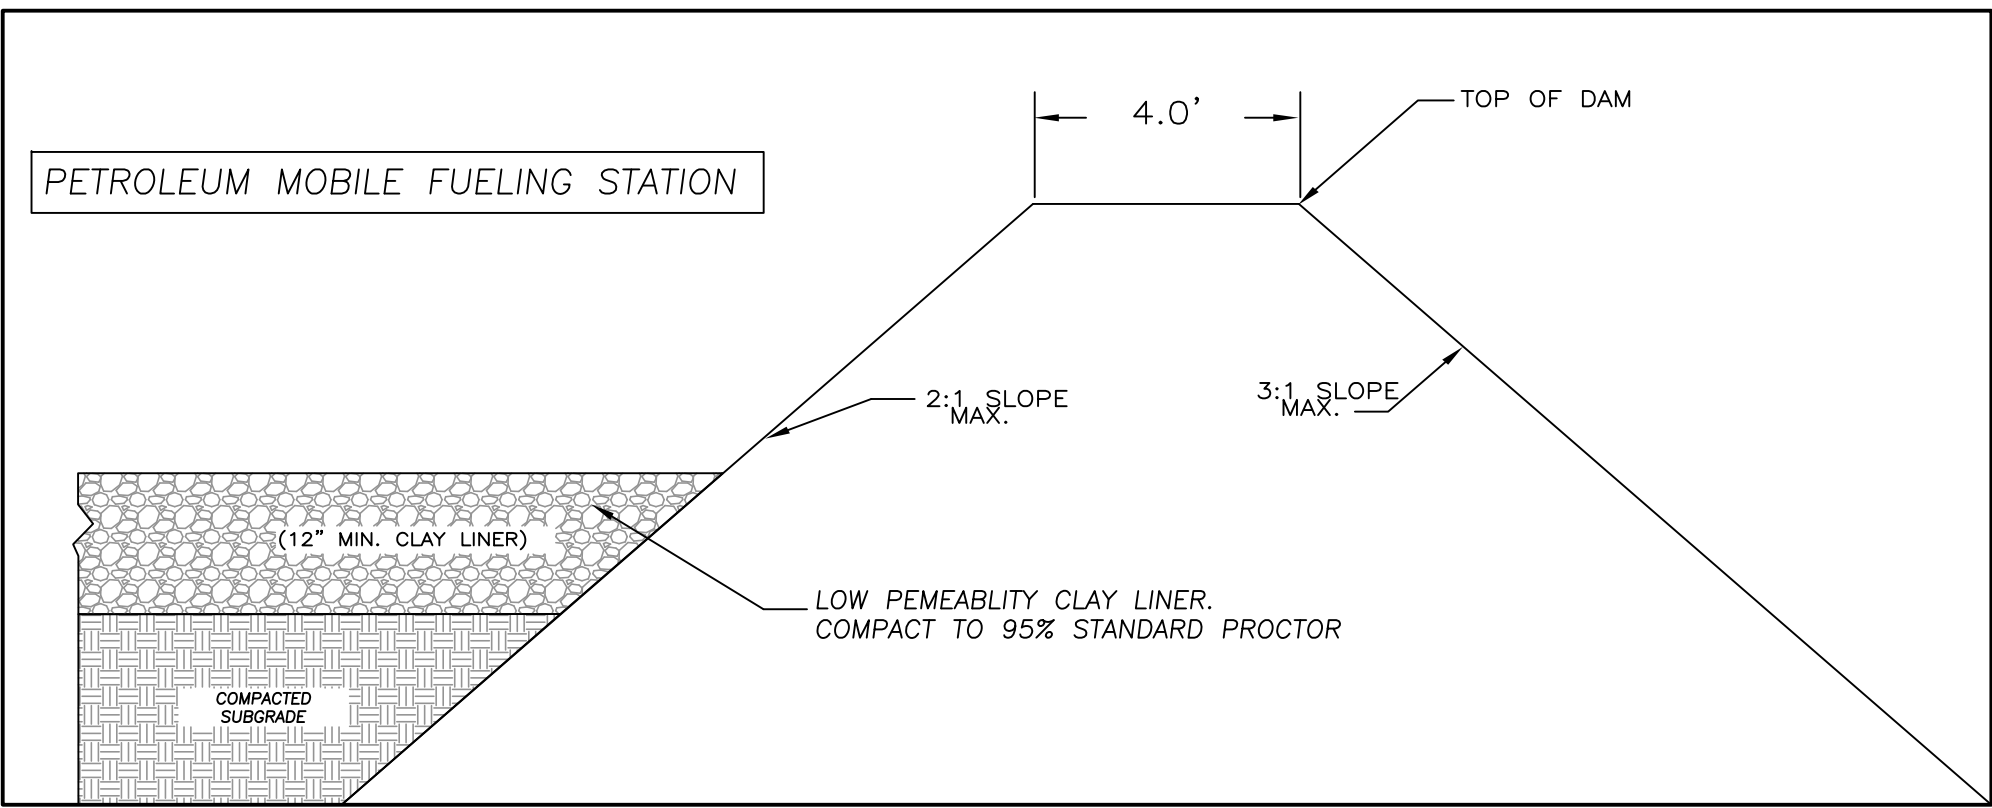 PETROLEUM MOBILE FUELING STATION
4.0'
TOP OF DAM
2:1 SLOPE
MAX.
3:1 SLOPE
MAX.
(12" MIN. CLAY LINER)
LOW PEMEABLITY CLAY LINER.
COMPACT TO 95% STANDARD PROCTOR
COMPACTED
SUBGRADE